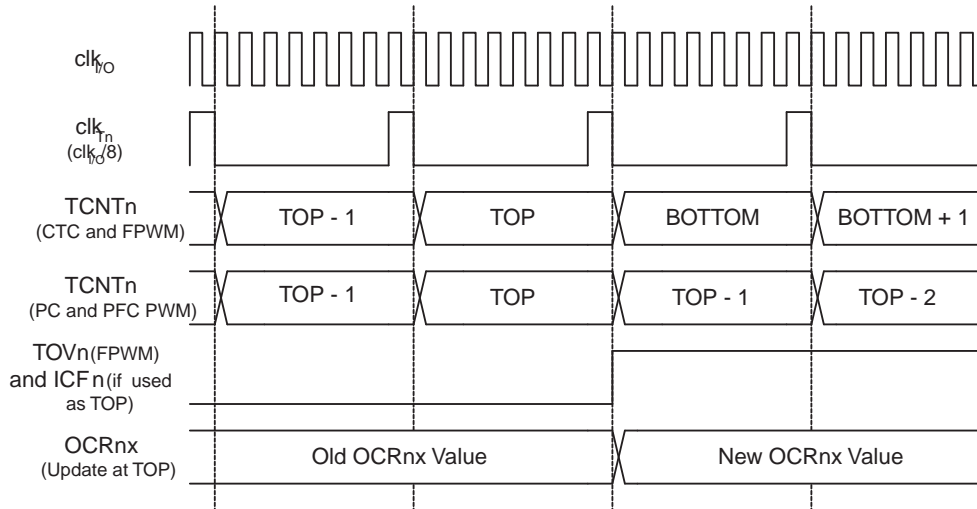 clkI/O
clkTn
(clkI/O/8)
TCNTn
(CTC and FPWM)
TOP - 1
TOP
BOTTOM
BOTTOM + 1
TCNTn
(PC and PFC PWM)
TOP - 1
TOP
TOP - 1
TOP - 2
TOVn(FPWM)
and ICFn(if used
as TOP)
OCRnx
(Update at TOP)
Old OCRnx Value
New OCRnx Value